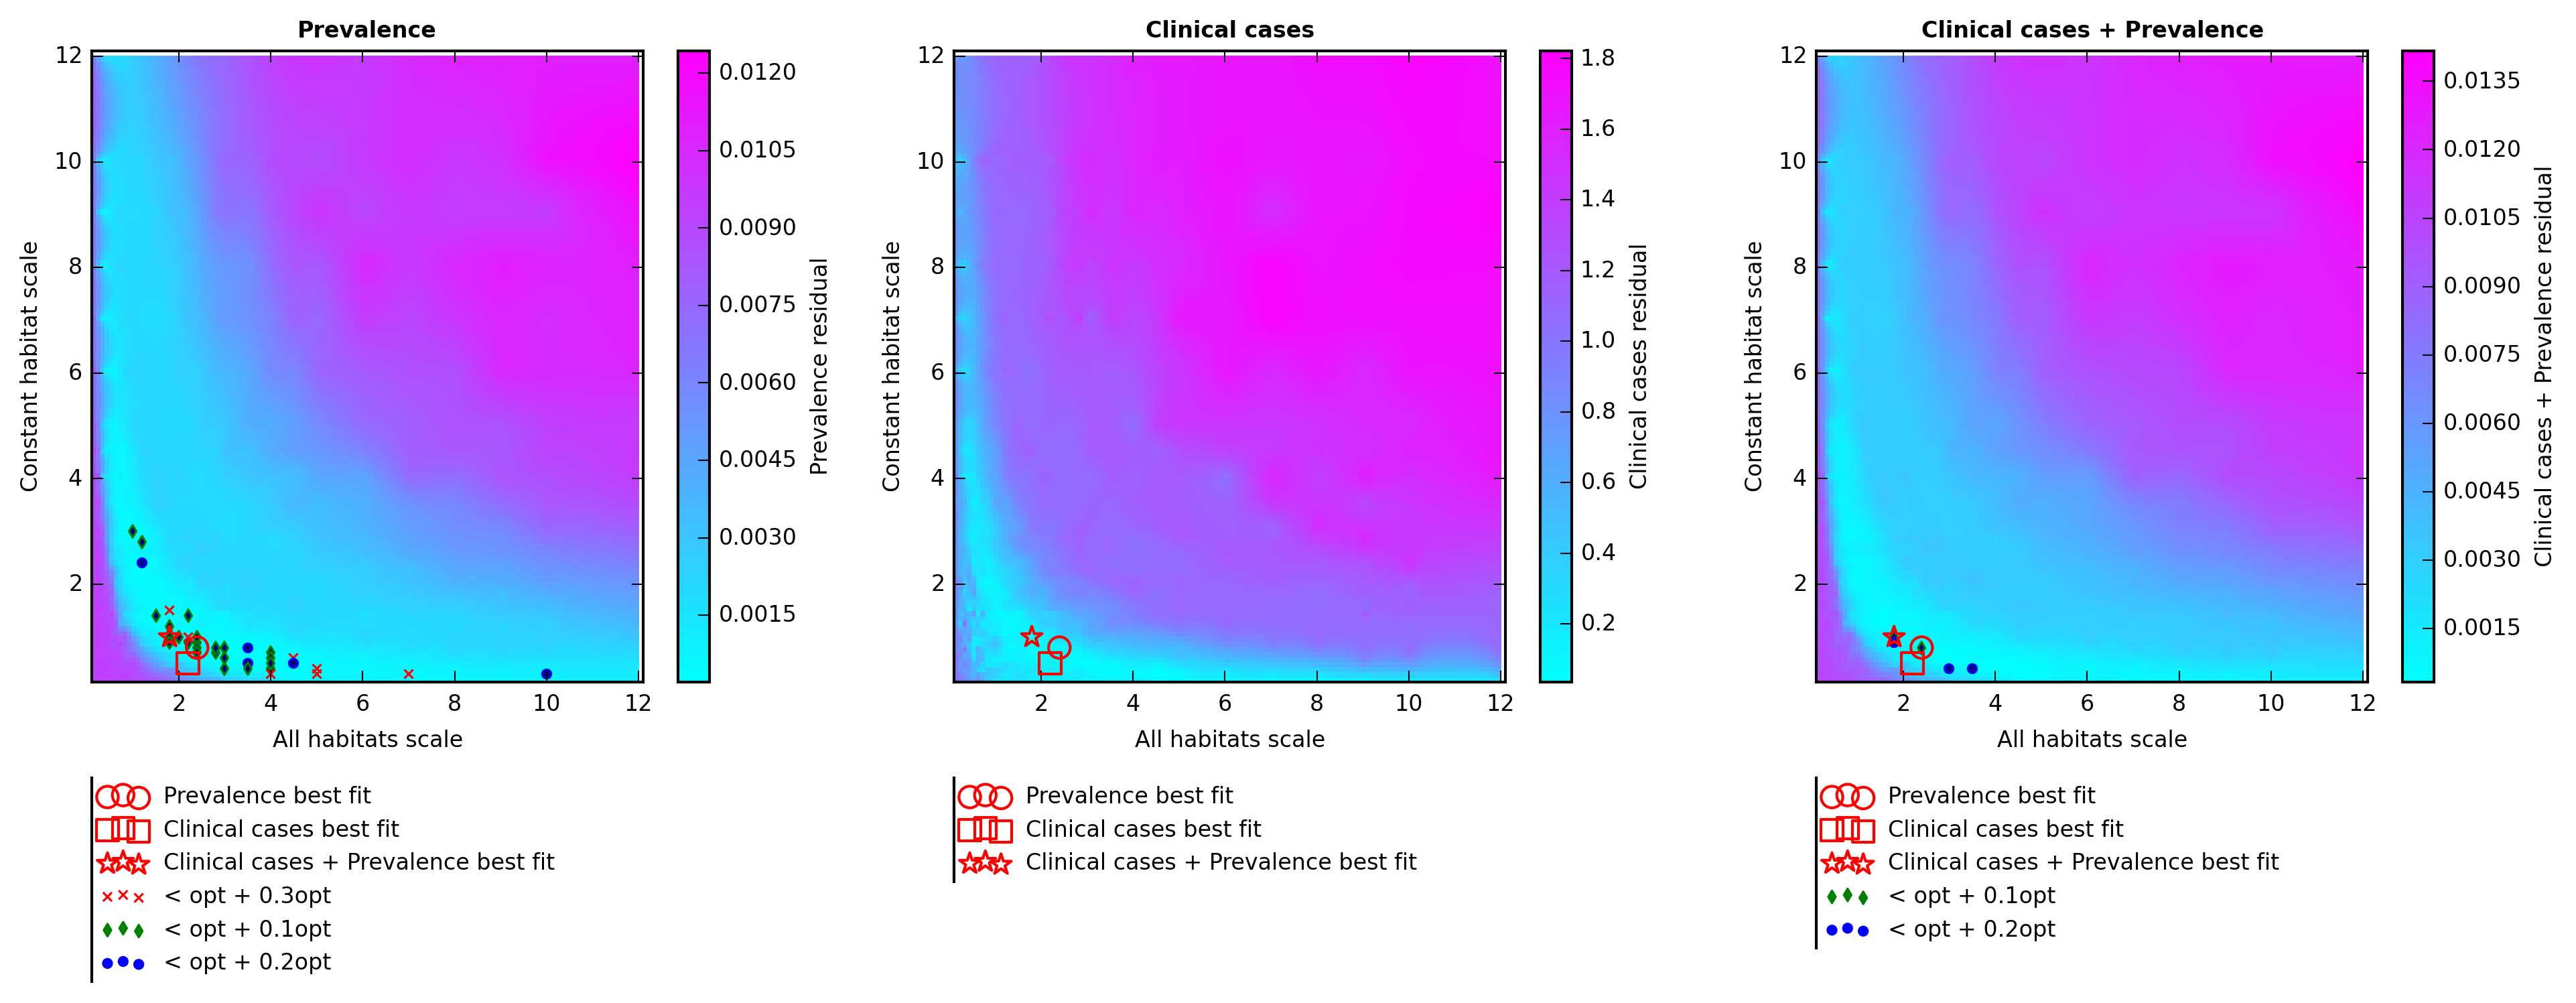 Prevalence
12
10
8
6
4
2
Constant habitat scale
2 4 6 8 10 12
All habitats scale
0.0120
0.0105
0.0090
0.0075
0.0060
0.0045
0.0030
0.0015
Prevalence residual
Prevalence best fit
Clinical cases best fit
Clinical cases + Prevalence best fit
< opt + 0.3opt
< opt + 0.1opt
< opt + 0.2opt
Clinical cases
12
10
8
6
4
2
Constant habitat scale
2 4 6 8 10 12
All habitats scale
1.8
1.6
1.4
1.2
1.0
0.8
0.6
0.4
0.2
Clinical cases residual
Prevalence best fit
Clinical cases best fit
Clinical cases + Prevalence best fit
Clinical cases + Prevalence
12
10
8
6
4
2
Constant habitat scale
2 4 6 8 10 12
All habitats scale
0.0135
0.0120
0.0105
0.0090
0.0075
0.0060
0.0045
0.0030
0.0015
Clinical cases + Prevalence residual
Prevalence best fit
Clinical cases best fit
Clinical cases + Prevalence best fit
< opt + 0.1opt
< opt + 0.2opt